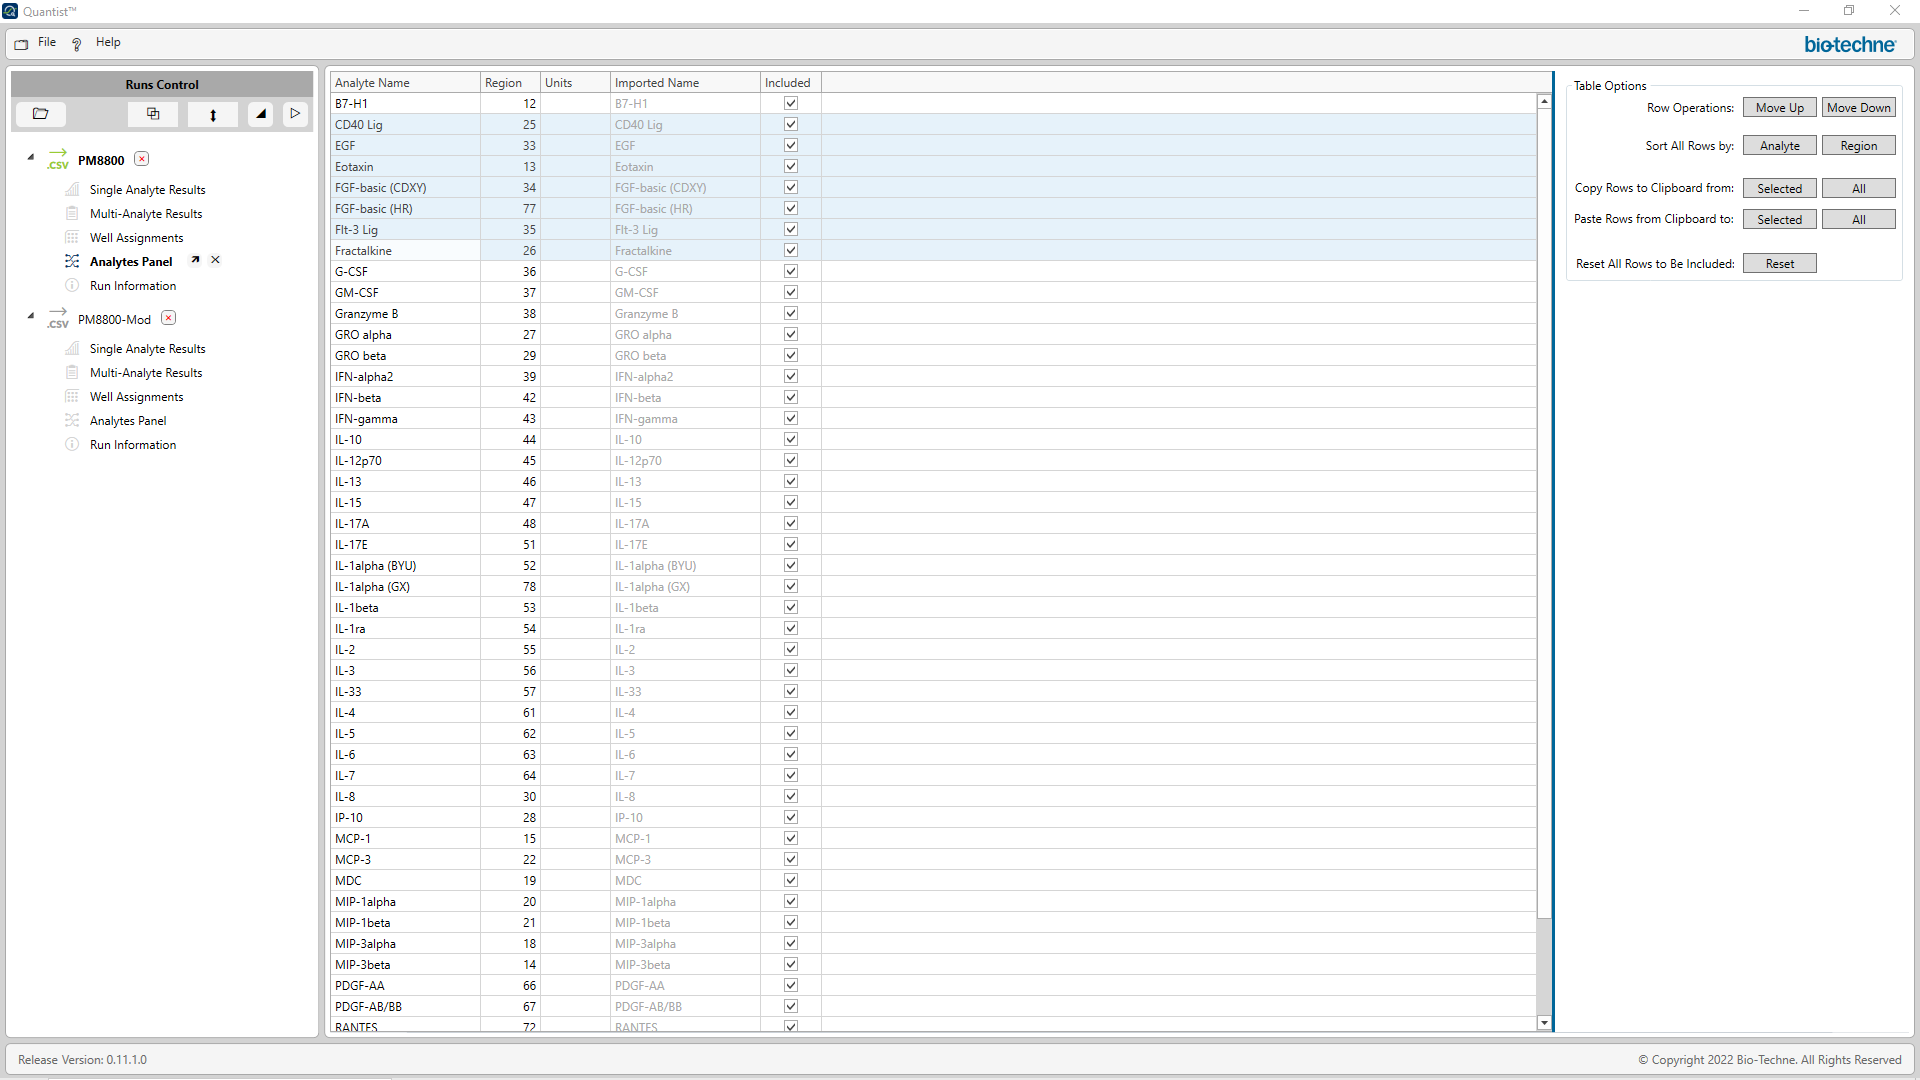 Quantist™
File Help
bio-techne
Runs Control
PM8800
.CSV
Single Analyte Results
Multi-Analyte Results
Well Assignments
Analytes Panel
Run Information
PM8800-Mod
.CSV
Single Analyte Results
Multi-Analyte Results
Well Assignments
Analytes Panel
Run Information
Analyte Name Region Units Imported Name Included
B7-H1 12 B7-H1
CD40 Lig 25 CD40 Lig
EGF 33 EGF
Eotaxin 13 Eotaxin
FGF-basic (CDXY) 34 FGF-basic (CDXY)
FGF-basic (HR) 77 FGF-basic (HR)
Flt-3 Lig 35 Flt-3 Lig
Fractalkine 26 Fractalkine
G-CSF 36 G-CSF
GM-CSF 37 GM-CSF
Granzyme B 38 Granzyme B
GRO alpha 27 GRO alpha
GRO beta 29 GRO beta
IFN-alpha2 39 IFN-alpha2
IFN-beta 42 IFN-beta
IFN-gamma 43 IFN-gamma
IL-10 44 IL-10
IL-12p70 45 IL-12p70
IL-13 46 IL-13
IL-15 47 IL-15
IL-17A 48 IL-17A
IL-17E 51 IL-17E
IL-1alpha (BYU) 52 IL-1alpha (BYU)
IL-1alpha (GX) 78 IL-1alpha (GX)
IL-1beta 53 IL-1beta
IL-1ra 54 IL-1ra
IL-2 55 IL-2
IL-3 56 IL-3
IL-33 57 IL-33
IL-4 61 IL-4
IL-5 62 IL-5
IL-6 63 IL-6
IL-7 64 IL-7
IL-8 30 IL-8
IP-10 28 IP-10
MCP-1 15 MCP-1
MCP-3 22 MCP-3
MDC 19 MDC
MIP-1alpha 20 MIP-1alpha
MIP-1beta 21 MIP-1beta
MIP-3alpha 18 MIP-3alpha
MIP-3beta 14 MIP-3beta
PDGF-AA 66 PDGF-AA
PDGF-AB/BB 67 PDGF-AB/BB
RANTES 72 RANTES
Table Options
Row Operations: Move Up Move Down
Sort All Rows by: Analyte Region
Copy Rows to Clipboard from: Selected All
Paste Rows from Clipboard to: Selected All
Reset All Rows to Be Included: Reset
Release Version: 0.11.1.0
© Copyright 2022 Bio-Techne. All Rights Reserved